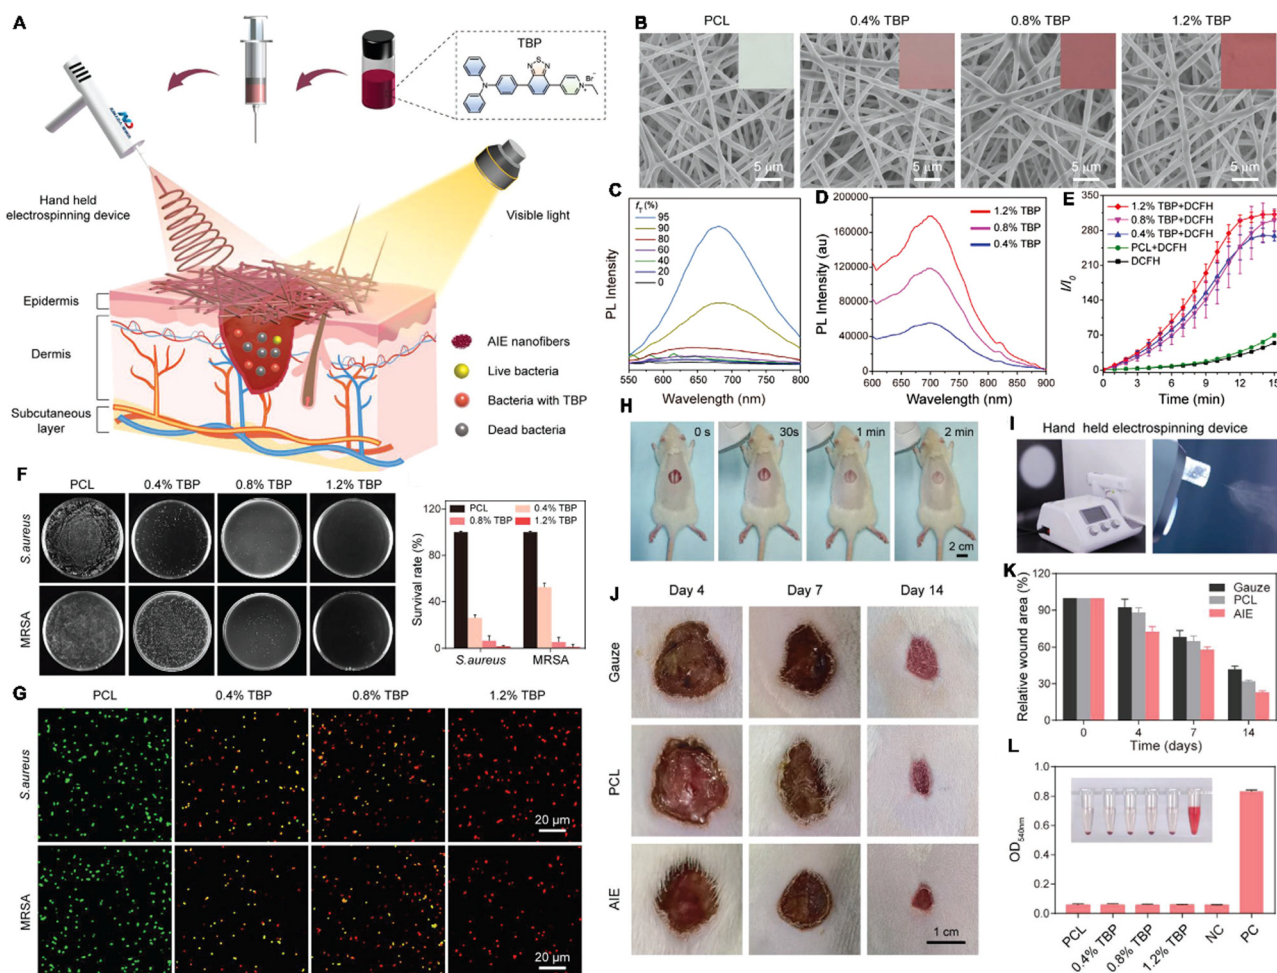 A
TBP
S
N
N
N
N+
Br-
Hand held
electrospinning device
Visible light
Epidermis
Dermis
Subcutaneous
layer
AIE nanofibers
Live bacteria
Bacteria with TBP
Dead bacteria
B
PCL 0.4% TBP 0.8% TBP 1.2% TBP
5 μm 5 μm 5 μm 5 μm
C
fT (%)
95
90
80
60
40
20
0
PL Intensity
550 600 650 700 750 800
Wavelength (nm)
D
200000
180000
160000
120000
80000
40000
0
1.2% TBP
0.8% TBP
0.4% TBP
PL Intensity (au)
600 650 700 750 800 850 900
Wavelength (nm)
E
350
280
210
140
70
0
1.2% TBP+DCFH
0.8% TBP+DCFH
0.4% TBP+DCFH
PCL+DCFH
DCFH
I/I0
0 3 6 9 12 15
Time (min)
F
PCL 0.4% TBP 0.8% TBP 1.2% TBP
S.aureus
MRSA
PCL 0.4% TBP
0.8% TBP 1.2% TBP
120
80
40
0
Survival rate (%)
S.aureus MRSA
G
PCL 0.4% TBP 0.8% TBP 1.2% TBP
S.aureus
20 μm
MRSA
20 μm
H
0 s 30s 1 min 2 min
2 cm
I
Hand held electrospinning device
J
Day 4 Day 7 Day 14
Gauze
PCL
AIE
1 cm
K
120
90
60
30
0
Gauze
PCL
AIE
Relative wound area (%)
0 4 7 14
Time (days)
L
1.0
0.8
0.6
0.4
0.2
0.0
OD540nm
PCL 0.4% TBP 0.8% TBP 1.2% TBP NC PC